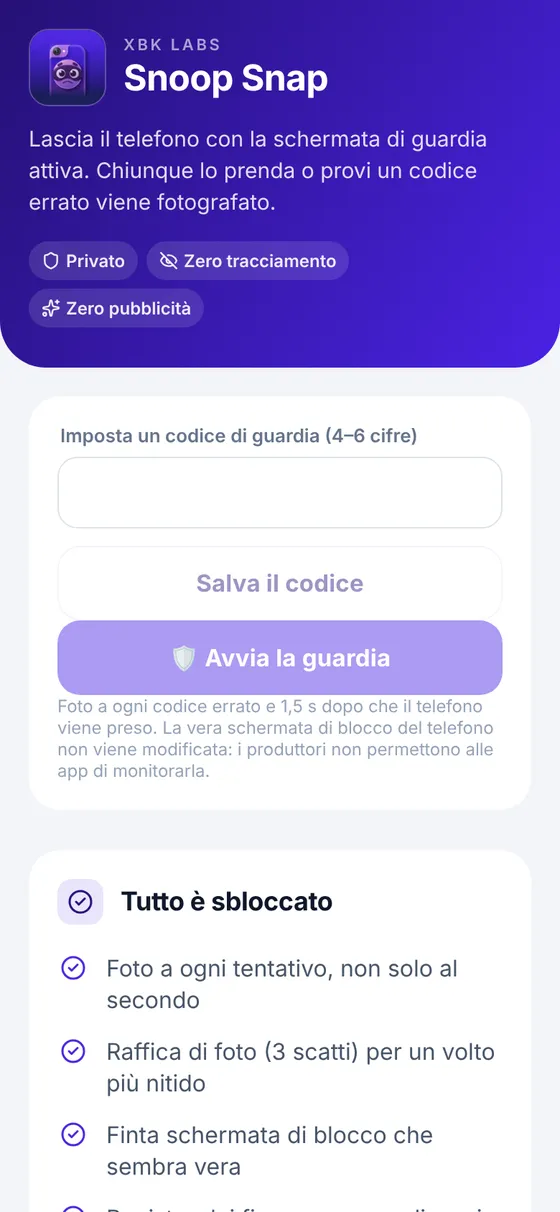 XBK LABS
Snoop Snap
Lascia il telefono con la schermata di guardia
attiva. Chiunque lo prenda o provi un codice
errato viene fotografato.
Privato
Zero tracciamento
Zero pubblicità
Imposta un codice di guardia (4–6 cifre)
Salva il codice
🛡️ Avvia la guardia
Foto a ogni codice errato e 1,5 s dopo che il telefono
viene preso. La vera schermata di blocco del telefono
non viene modificata: i produttori non permettono alle
app di monitorarla.
Tutto è sbloccato
Foto a ogni tentativo, non solo al
secondo
Raffica di foto (3 scatti) per un volto
più nitido
Finta schermata di blocco che
sembra vera